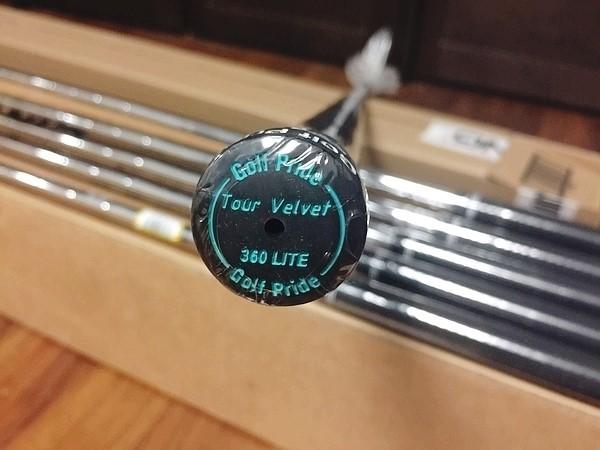 Golf Pride
Tour Velvet
360 LITE
Golf Pride